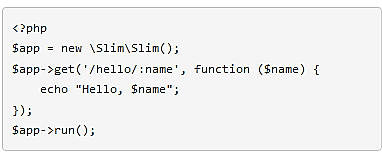 <?php
$app = new \Slim\Slim();
$app->get('/hello/:name', function ($name) {
    echo "Hello, $name";
});
$app->run();